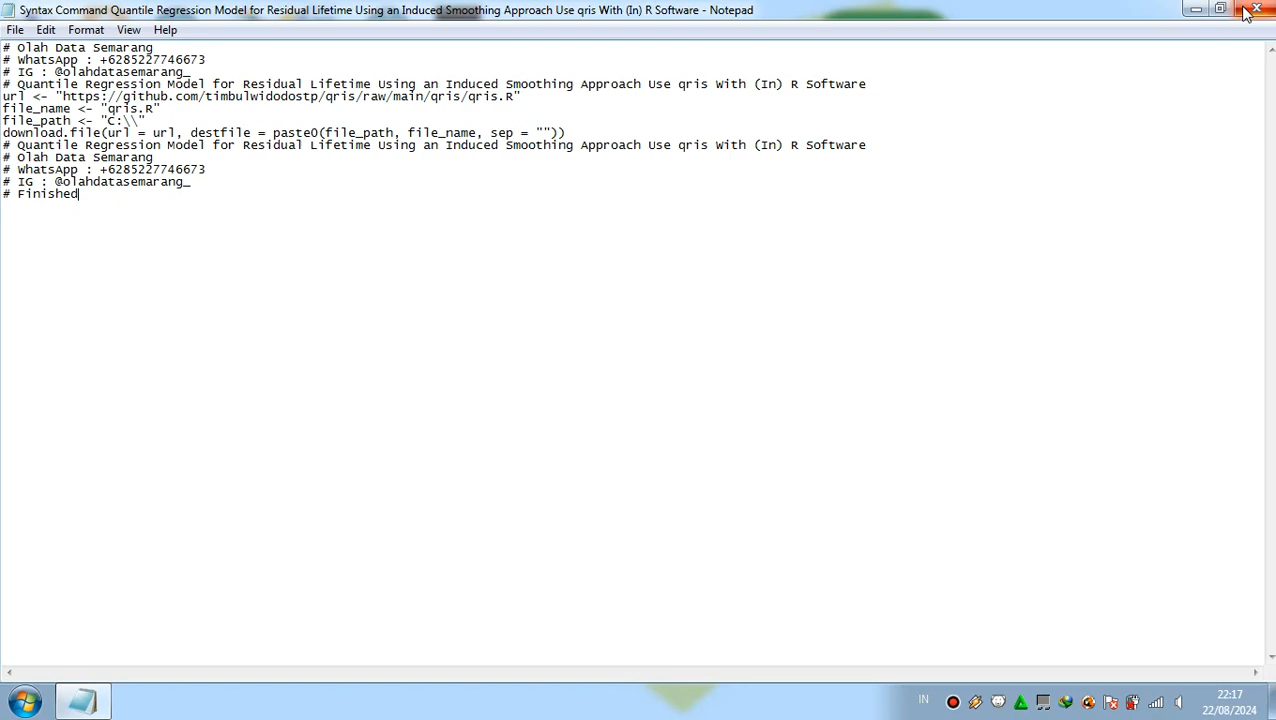 Syntax Command Quantile Regression Model for Residual Lifetime Using an Induced Smoothing Approach Use qris With (In) R Software - Notepad
File Edit Format View Help
# Olah Data Semarang
# WhatsApp : +6285227746673
# IG : @olahdatasemarang_
# Quantile Regression Model for Residual Lifetime Using an Induced Smoothing Approach Use qris With (In) R Software
url <- "https://github.com/timbulwidodostp/qris/raw/main/qris/qris.R"
file_name <- "qris.R"
file_path <- "C:\\"
download.file(url = url, destfile = paste0(file_path, file_name, sep = ""))
# Quantile Regression Model for Residual Lifetime Using an Induced Smoothing Approach Use qris With (In) R Software
# Olah Data Semarang
# WhatsApp : +6285227746673
# IG : @olahdatasemarang_
# Finished
IN
22:17
22/08/2024